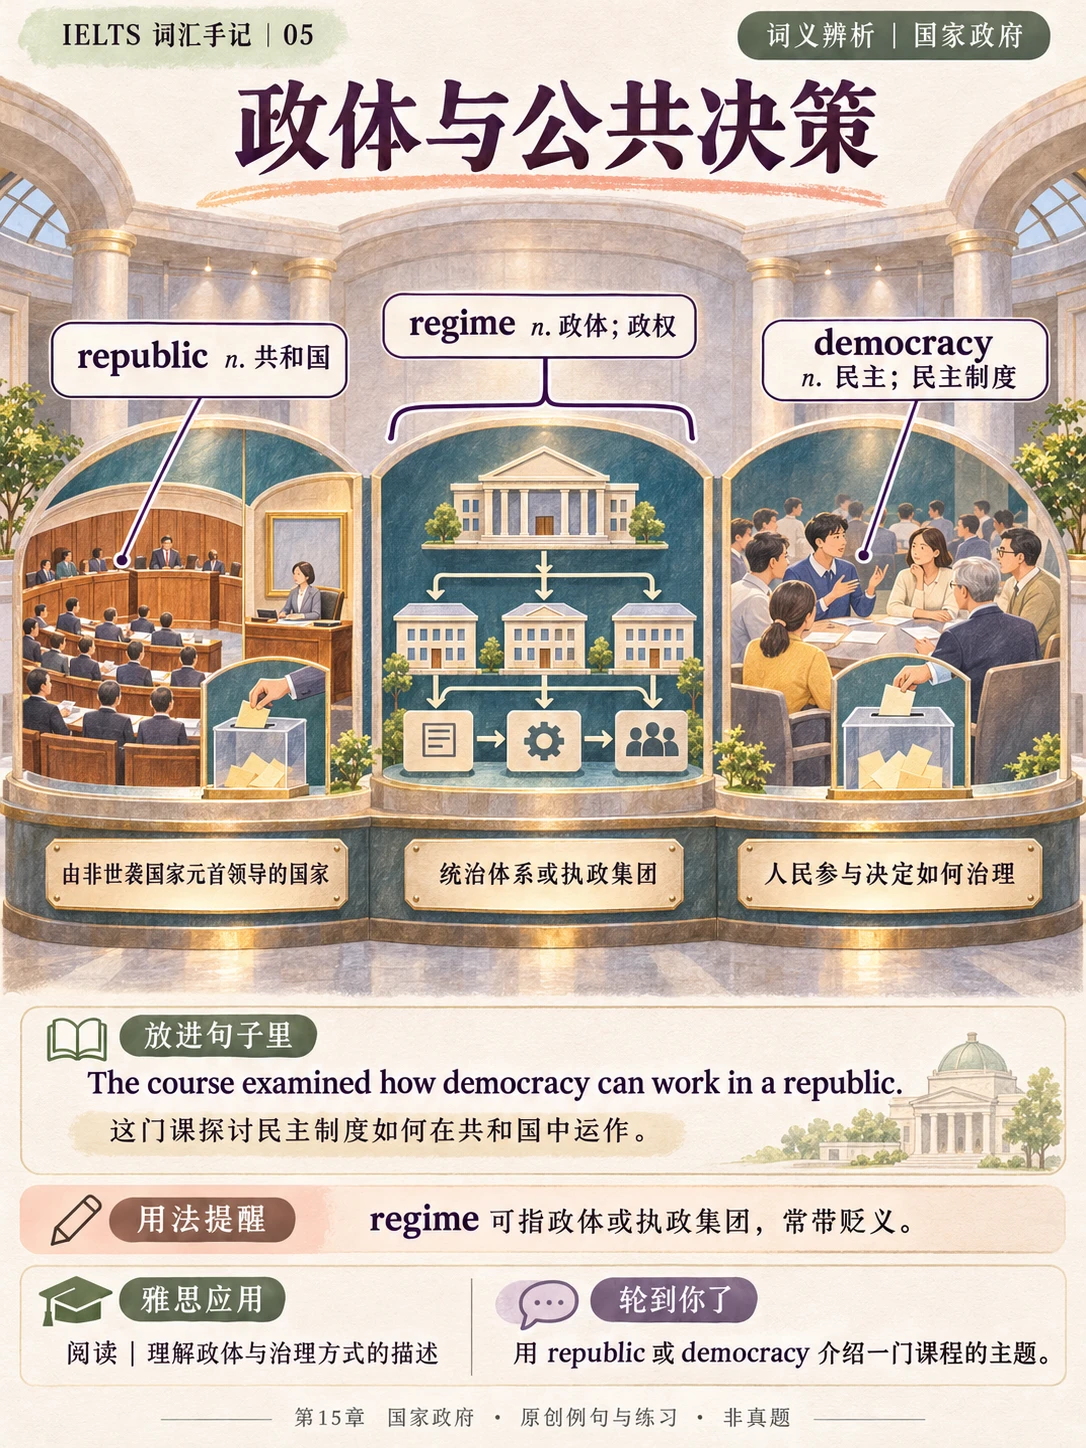 IELTS 词汇手记 | 05
词义辨析 | 国家政府
政体与公共决策
republic n. 共和国
regime n. 政体；政权
democracy
n. 民主；民主制度
由非世袭国家元首领导的国家
统治体系或执政集团
人民参与决定如何治理
放进句子里
The course examined how democracy can work in a republic.
这门课探讨民主制度如何在共和国中运作。
用法提醒
regime 可指政体或执政集团，常带贬义。
雅思应用
阅读 | 理解政体与治理方式的描述
轮到你了
用 republic 或 democracy 介绍一门课程的主题。
第15章 国家政府 • 原创例句与练习 • 非真题